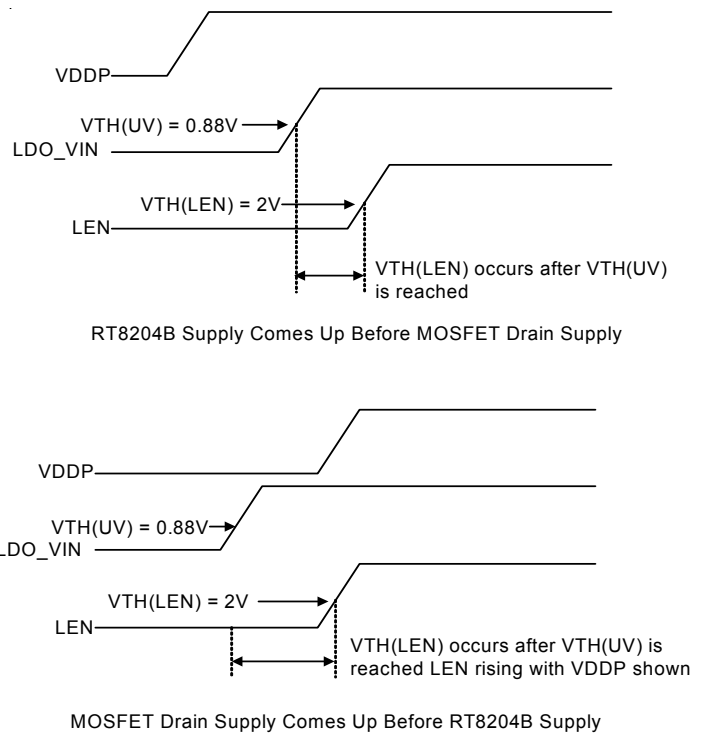 VDDP
VTH(UV) = 0.88V
LDO_VIN
VTH(LEN) = 2V
LEN
VTH(LEN) occurs after VTH(UV)
is reached
RT8204B Supply Comes Up Before MOSFET Drain Supply
VDDP
VTH(UV) = 0.88V
LDO_VIN
VTH(LEN) = 2V
LEN
VTH(LEN) occurs after VTH(UV) is
reached LEN rising with VDDP shown
MOSFET Drain Supply Comes Up Before RT8204B Supply